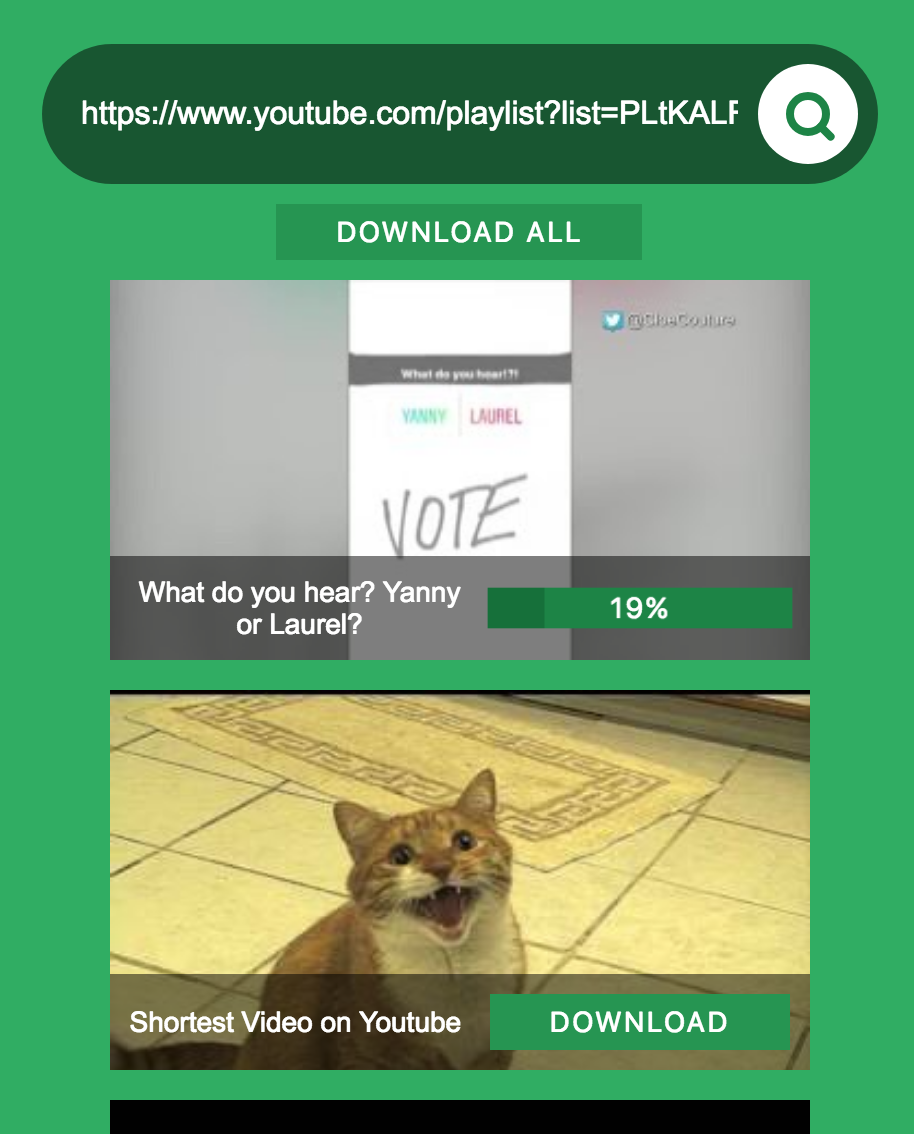 https://www.youtube.com/playlist?list=PLtKALF
DOWNLOAD ALL
@CloeCouture
What do you hear!?!
YANNY LAUREL
VOTE
What do you hear? Yanny
or Laurel?
19%
Shortest Video on Youtube
DOWNLOAD